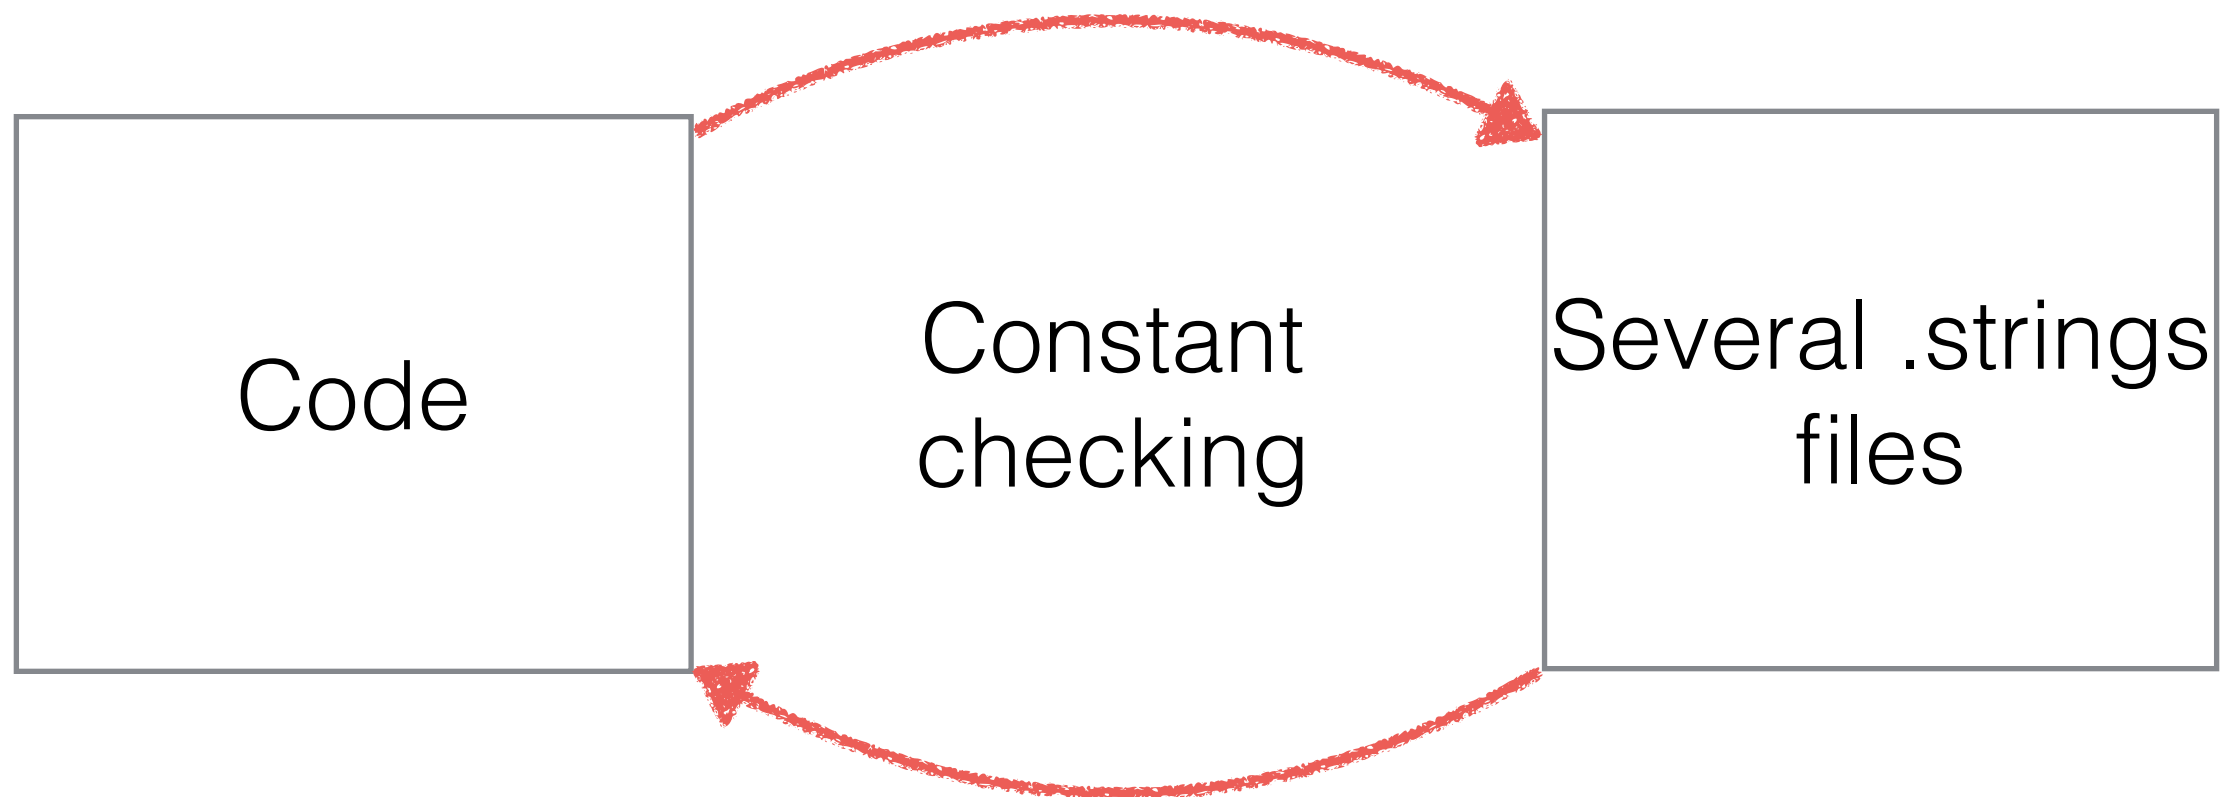 Code
Constant
checking
Several .strings
files